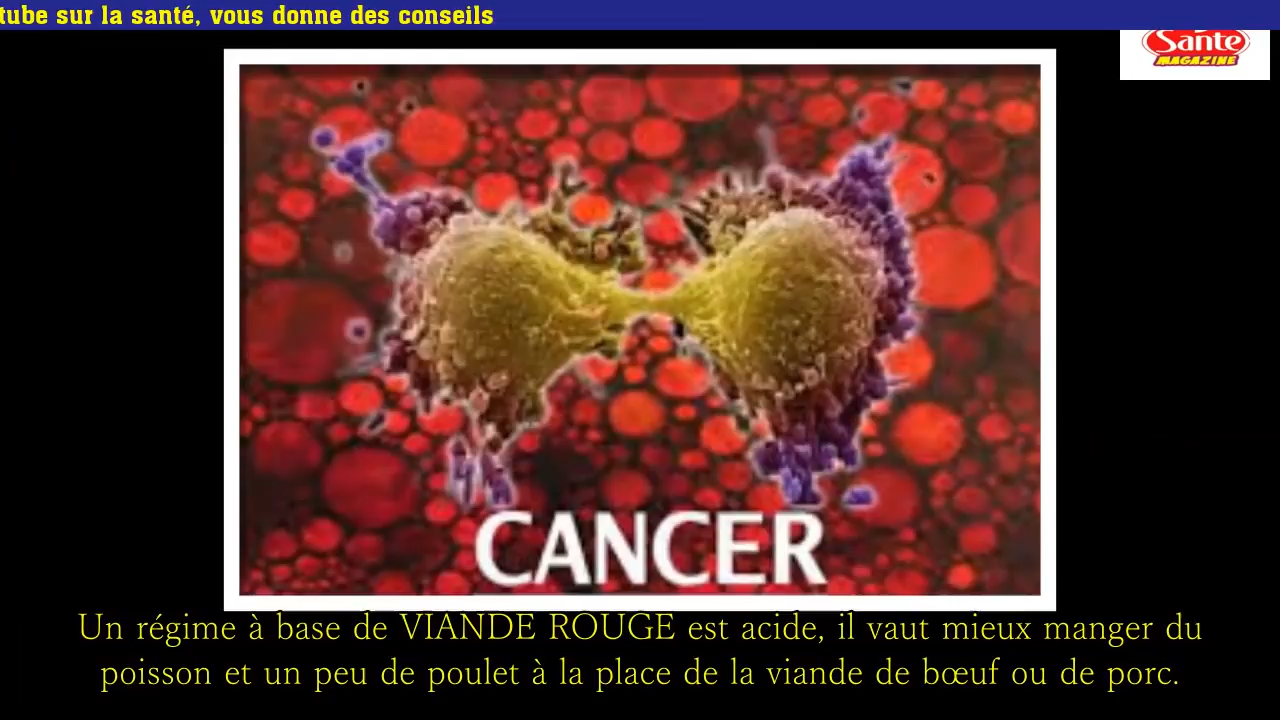 tube sur la santé, vous donne des conseils
Santé
MAGAZINE
CANCER
Un régime à base de VIANDE ROUGE est acide, il vaut mieux manger du
poisson et un peu de poulet à la place de la viande de bœuf ou de porc.